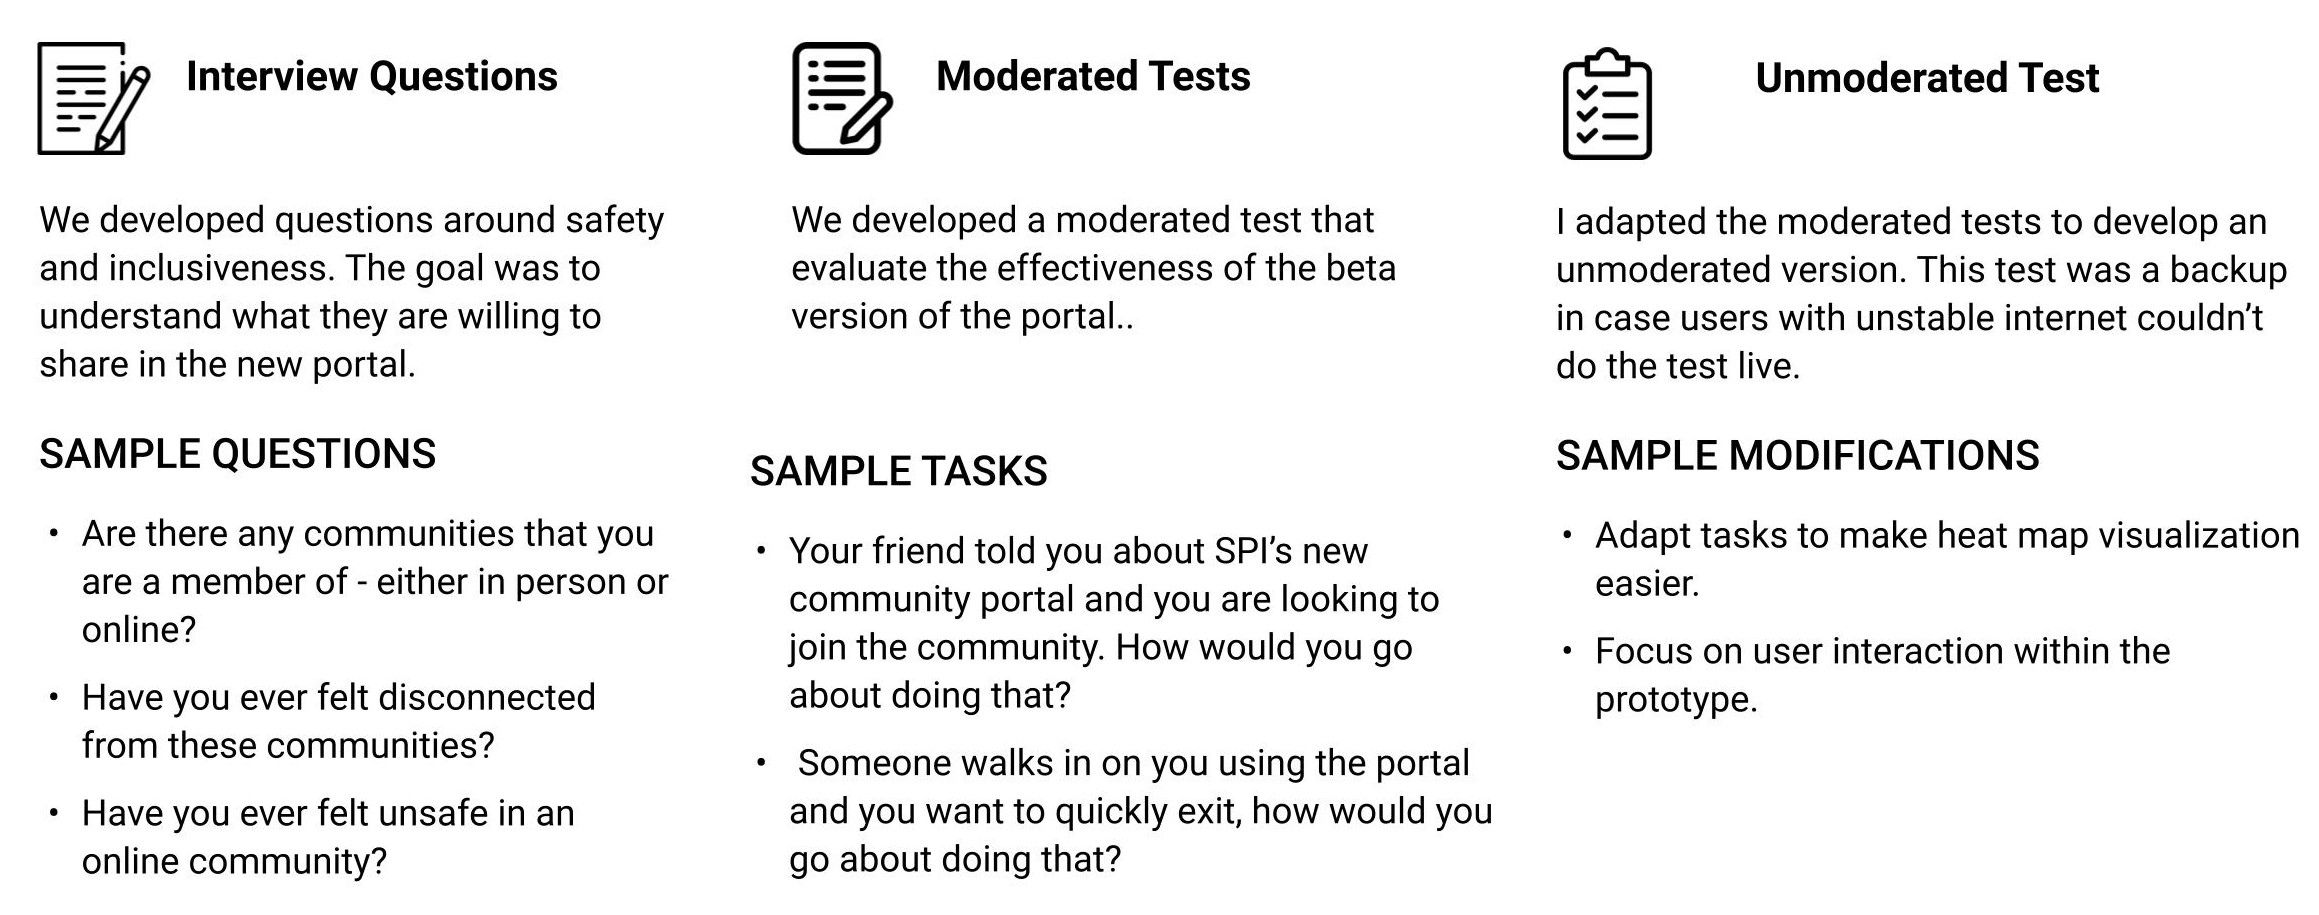 Interview Questions
We developed questions around safety
and inclusiveness. The goal was to
understand what they are willing to
share in the new portal.
SAMPLE QUESTIONS
• Are there any communities that you
are a member of - either in person or
online?
• Have you ever felt disconnected
from these communities?
• Have you ever felt unsafe in an
online community?
Moderated Tests
We developed a moderated test that
evaluate the effectiveness of the beta
version of the portal..
SAMPLE TASKS
• Your friend told you about SPI’s new
community portal and you are looking to
join the community. How would you go
about doing that?
• Someone walks in on you using the portal
and you want to quickly exit, how would you
go about doing that?
Unmoderated Test
I adapted the moderated tests to develop an
unmoderated version. This test was a backup
in case users with unstable internet couldn’t
do the test live.
SAMPLE MODIFICATIONS
• Adapt tasks to make heat map visualization
easier.
• Focus on user interaction within the
prototype.